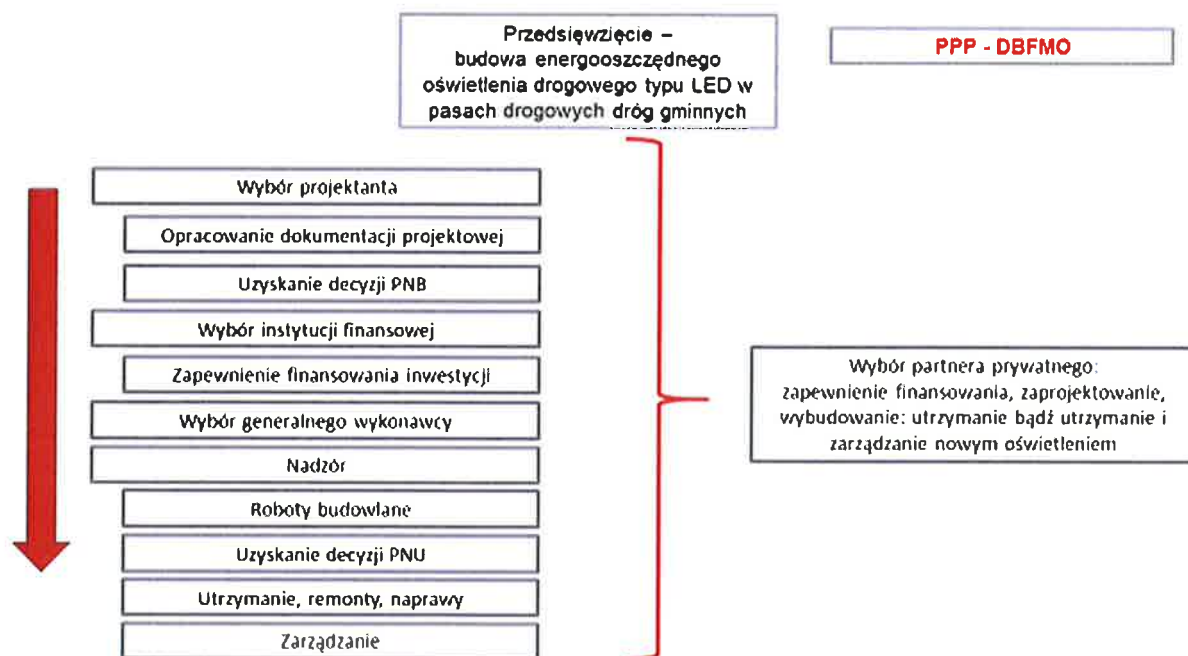 Przedsięwzięcie –
budowa energooszczędnego
oświetlenia drogowego typu LED w
pasach drogowych dróg gminnych
PPP - DBFMO
Wybór projektanta
Opracowanie dokumentacji projektowej
Uzyskanie decyzji PNB
Wybór instytucji finansowej
Zapewnienie finansowania inwestycji
Wybór generalnego wykonawcy
Nadzór
Roboty budowlane
Uzyskanie decyzji PNU
Utrzymanie, remonty, naprawy
Zarządzanie
Wybór partnera prywatnego:
zapewnienie finansowania, zaprojektowanie,
wybudowanie: utrzymanie bądź utrzymanie i
zarządzanie nowym oświetleniem